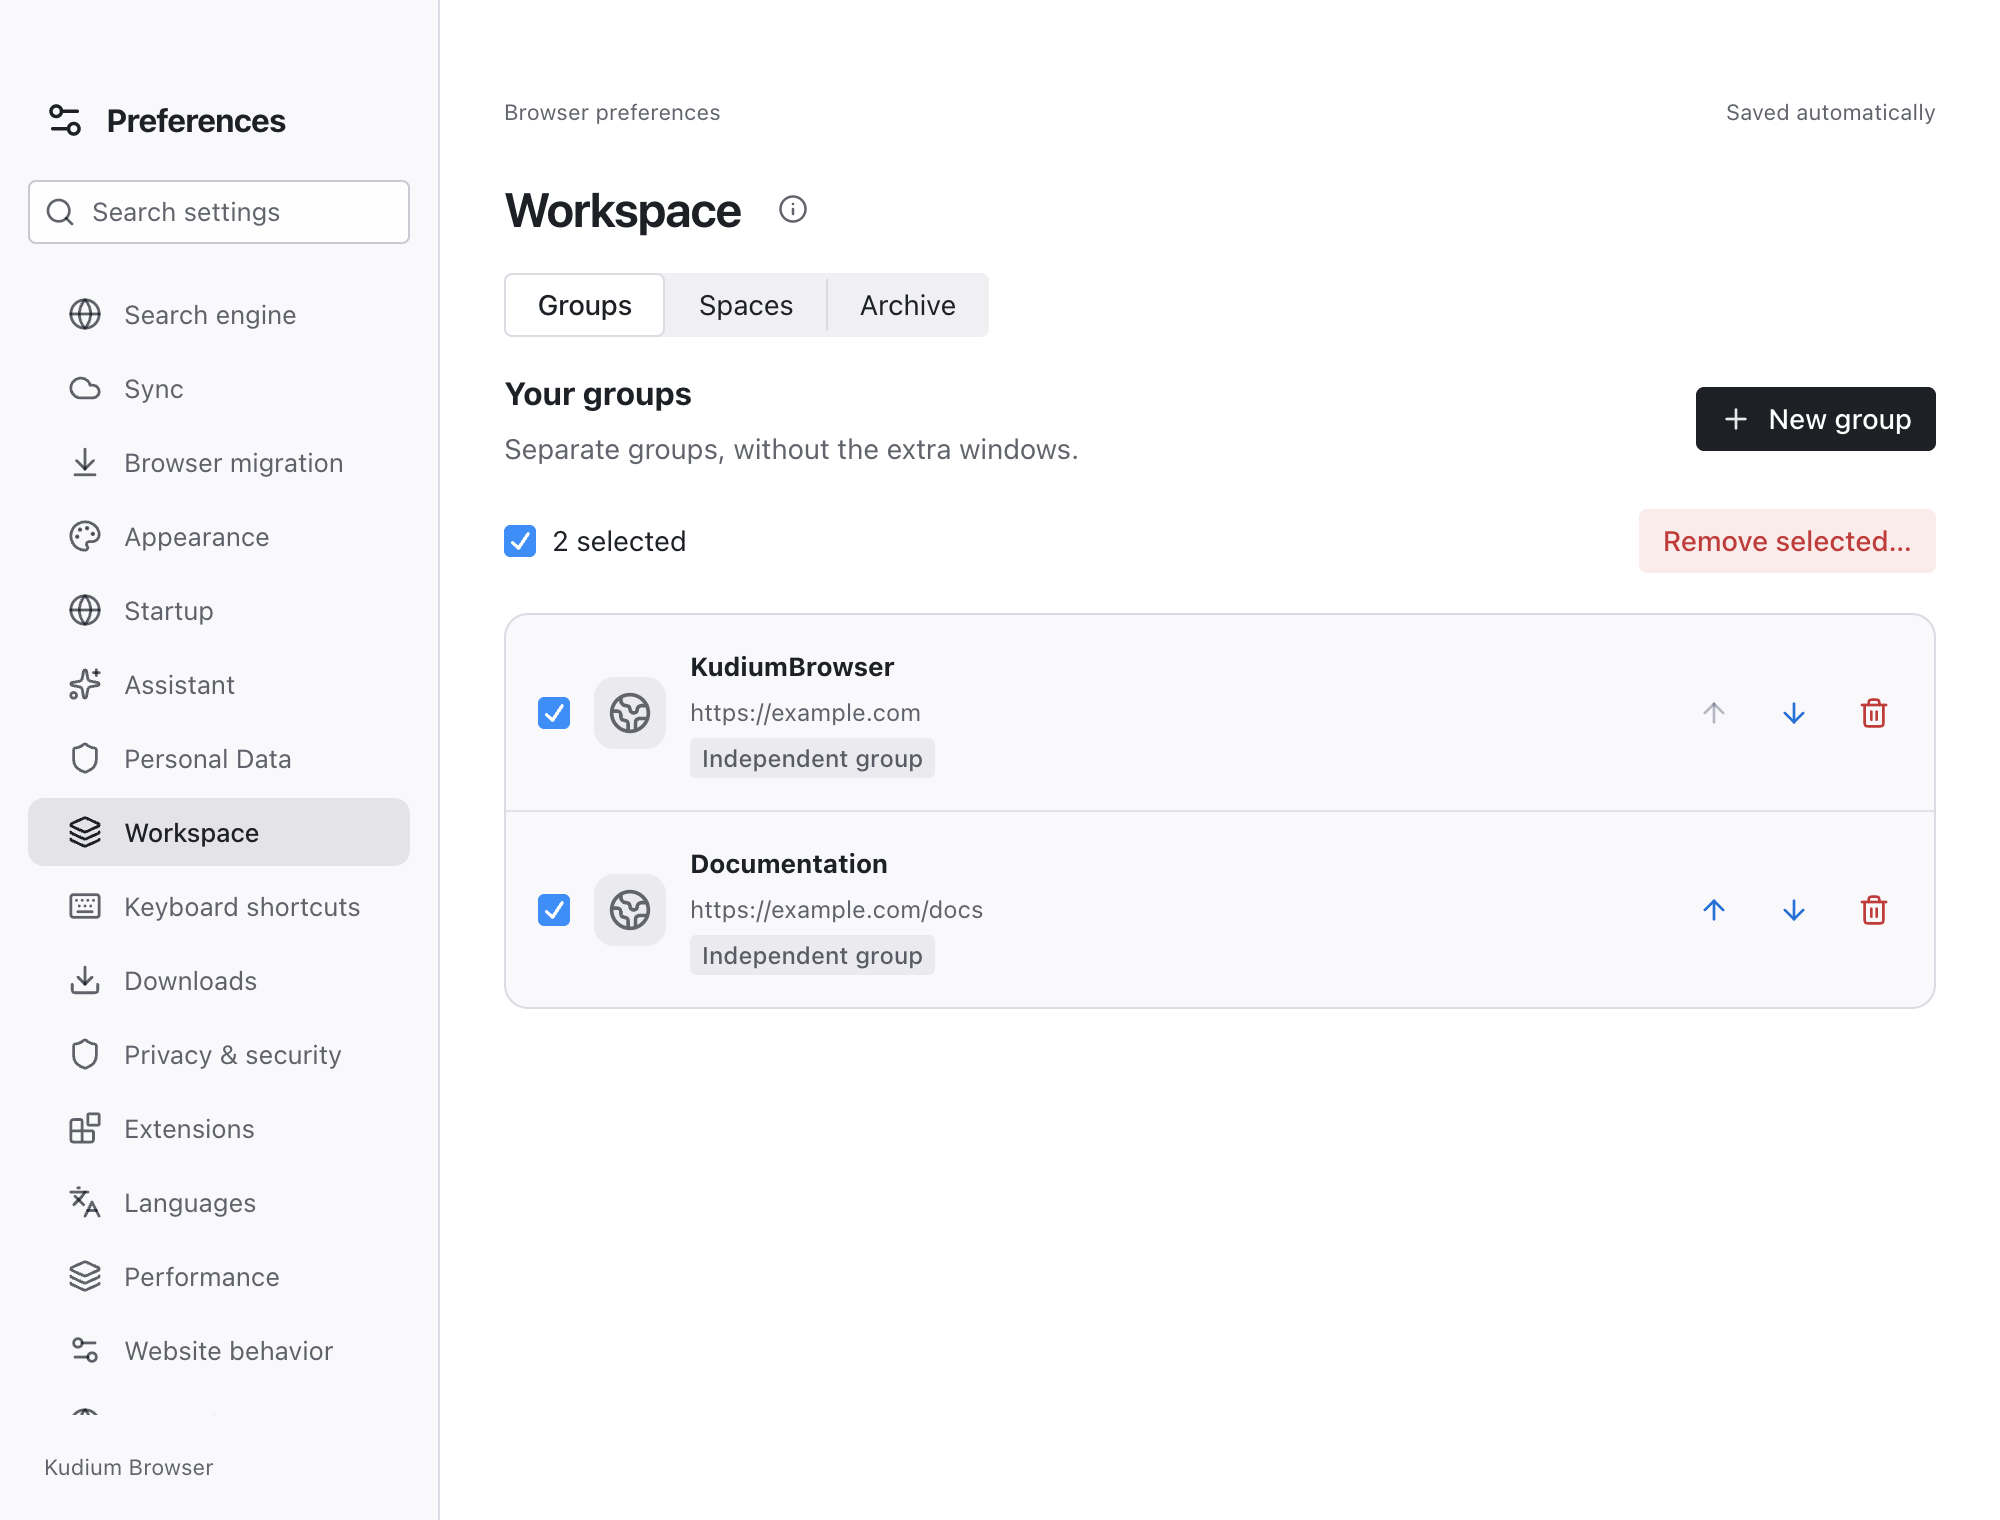 Preferences
Search settings
Search engine
Sync
Browser migration
Appearance
Startup
Assistant
Personal Data
Workspace
Keyboard shortcuts
Downloads
Privacy & security
Extensions
Languages
Performance
Website behavior
Kudium Browser
Browser preferences
Saved automatically
Workspace
Groups
Spaces
Archive
Your groups
Separate groups, without the extra windows.
New group
2 selected
Remove selected...
KudiumBrowser
https://example.com
Independent group
Documentation
https://example.com/docs
Independent group